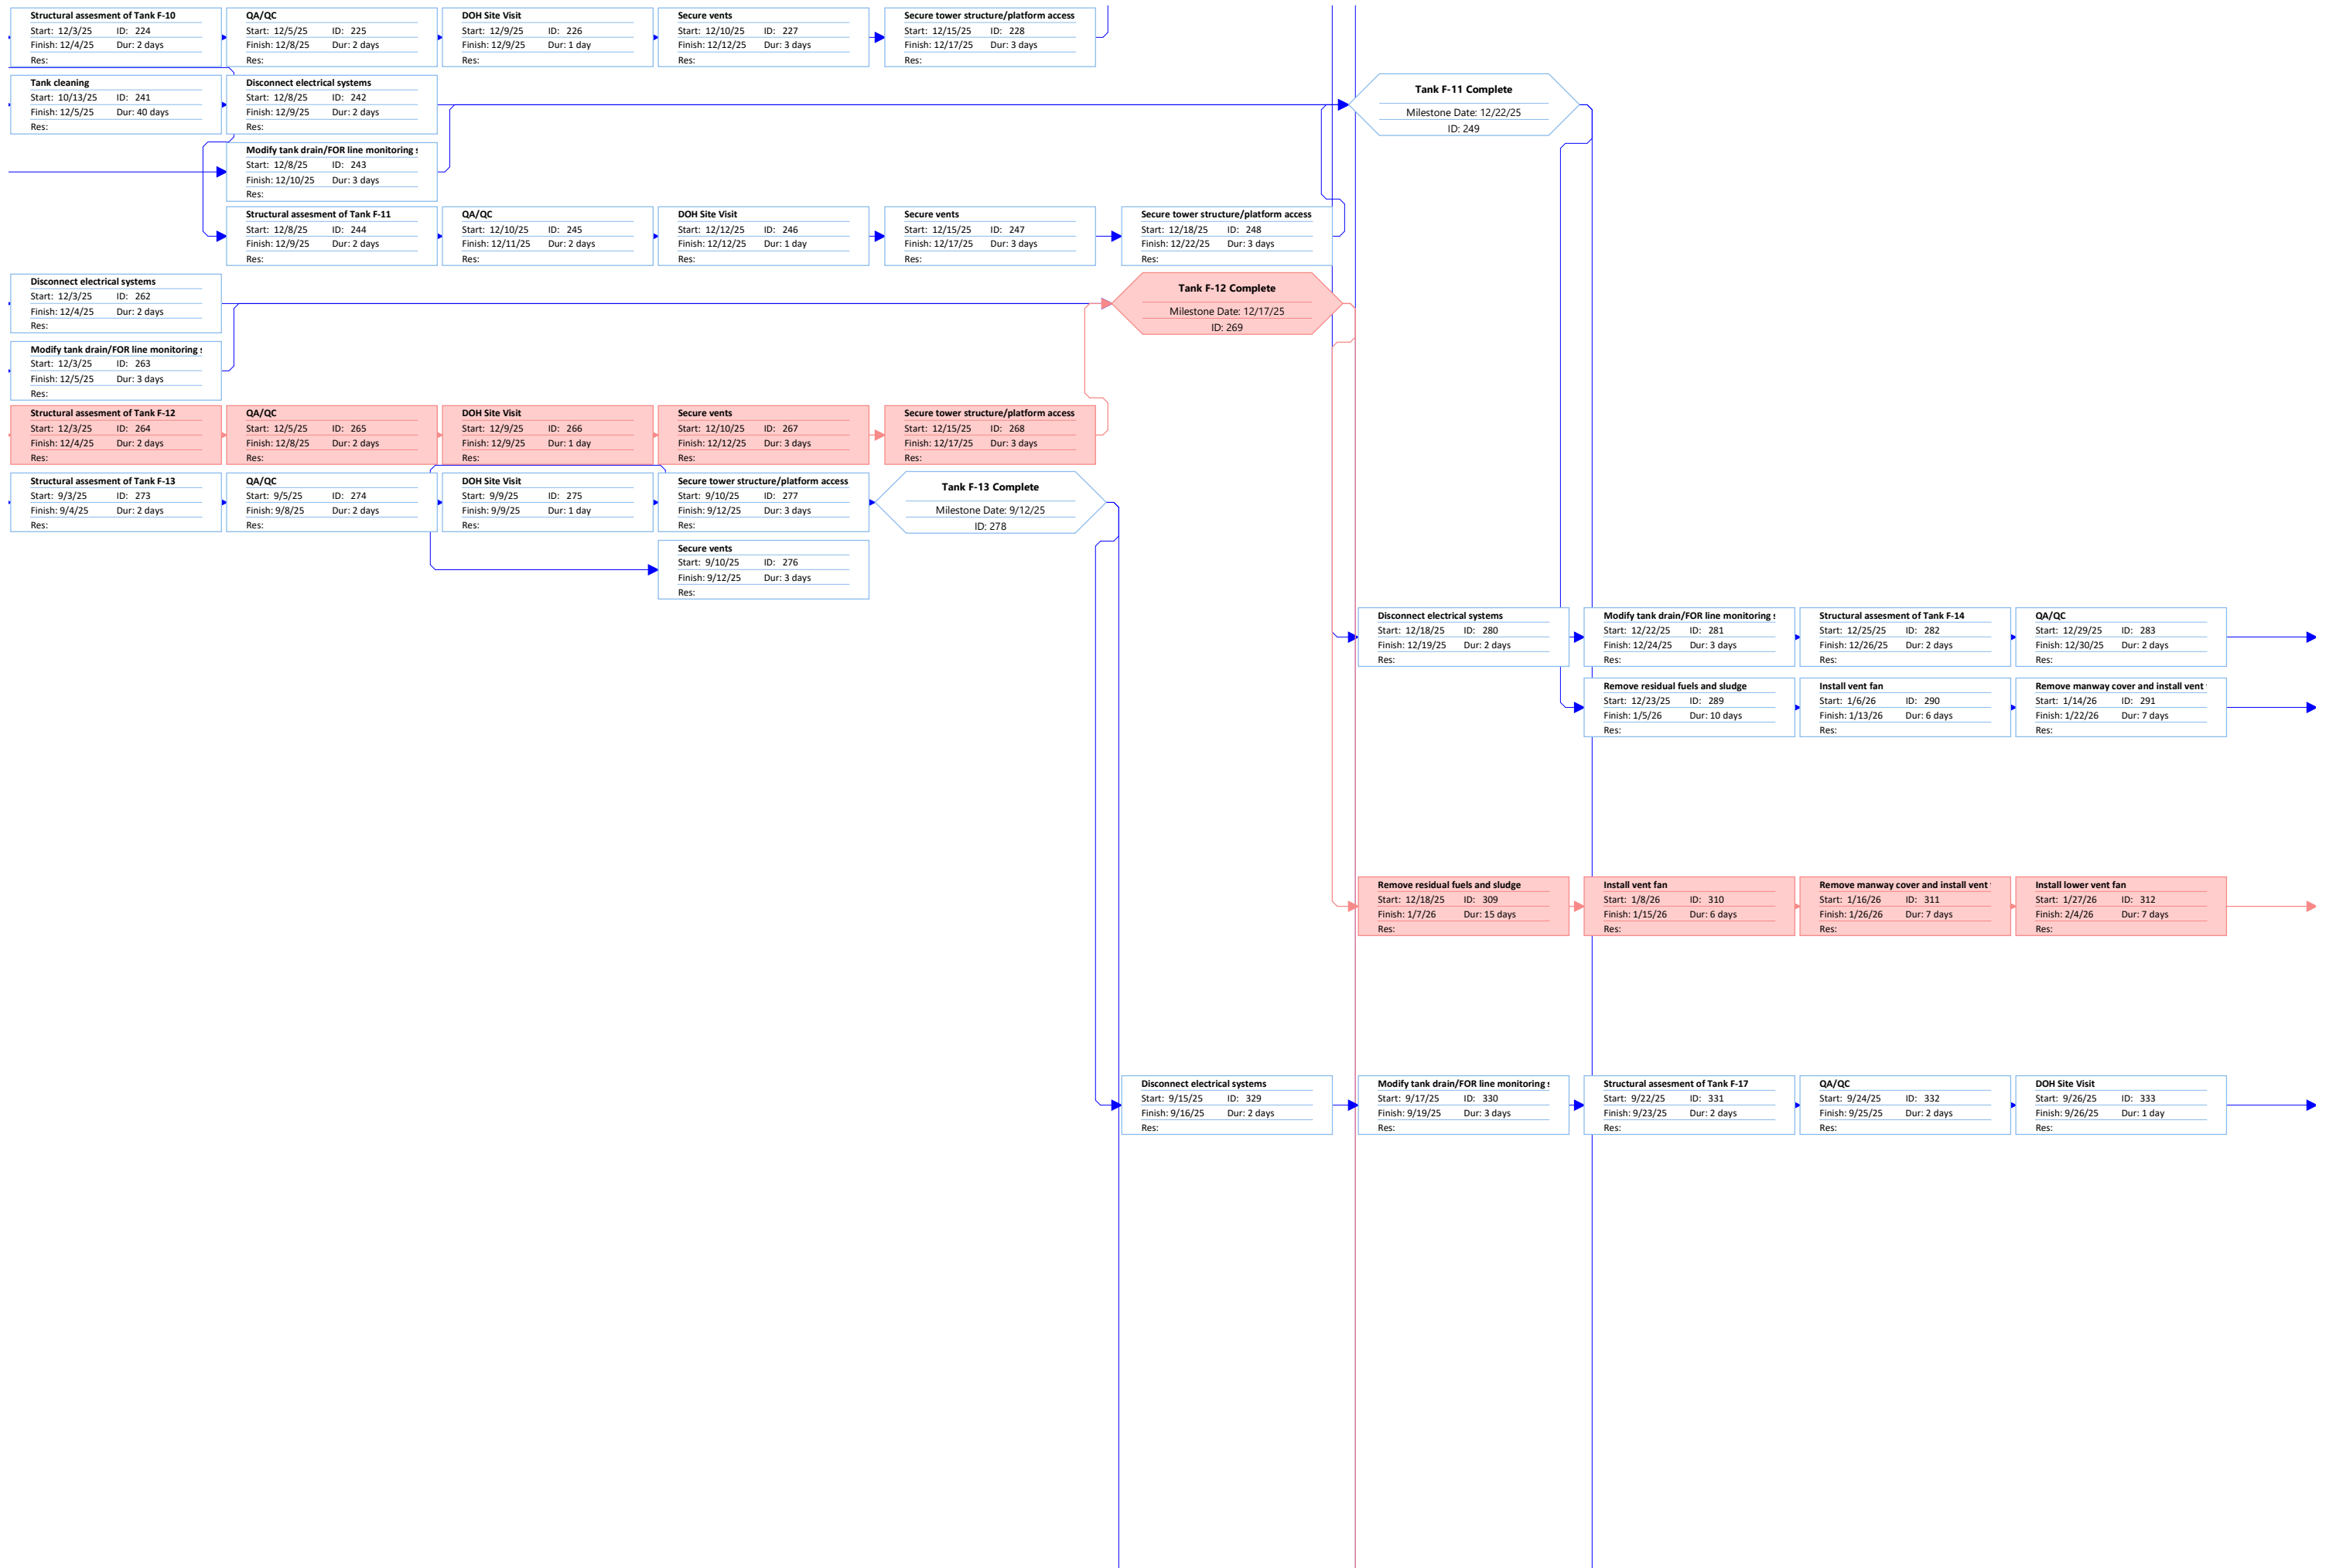 Structural assesment of Tank F-10
Start: 12/3/25 ID: 224
Finish: 12/4/25 Dur: 2 days
Res:
QA/QC
Start: 12/5/25 ID: 225
Finish: 12/8/25 Dur: 2 days
Res:
DOH Site Visit
Start: 12/9/25 ID: 226
Finish: 12/9/25 Dur: 1 day
Res:
Secure vents
Start: 12/10/25 ID: 227
Finish: 12/12/25 Dur: 3 days
Res:
Secure tower structure/platform access
Start: 12/15/25 ID: 228
Finish: 12/17/25 Dur: 3 days
Res:
Tank cleaning
Start: 10/13/25 ID: 241
Finish: 12/5/25 Dur: 40 days
Res:
Disconnect electrical systems
Start: 12/8/25 ID: 242
Finish: 12/9/25 Dur: 2 days
Res:
Tank F-11 Complete
Milestone Date: 12/22/25
ID: 249
Modify tank drain/FOR line monitoring
Start: 12/8/25 ID: 243
Finish: 12/10/25 Dur: 3 days
Res:
Structural assesment of Tank F-11
Start: 12/8/25 ID: 244
Finish: 12/9/25 Dur: 2 days
Res:
QA/QC
Start: 12/10/25 ID: 245
Finish: 12/11/25 Dur: 2 days
Res:
DOH Site Visit
Start: 12/12/25 ID: 246
Finish: 12/12/25 Dur: 1 day
Res:
Secure vents
Start: 12/15/25 ID: 247
Finish: 12/17/25 Dur: 3 days
Res:
Secure tower structure/platform access
Start: 12/18/25 ID: 248
Finish: 12/22/25 Dur: 3 days
Res:
Disconnect electrical systems
Start: 12/3/25 ID: 262
Finish: 12/4/25 Dur: 2 days
Res:
Tank F-12 Complete
Milestone Date: 12/17/25
ID: 269
Modify tank drain/FOR line monitoring
Start: 12/3/25 ID: 263
Finish: 12/5/25 Dur: 3 days
Res:
Structural assesment of Tank F-12
Start: 12/3/25 ID: 264
Finish: 12/4/25 Dur: 2 days
Res:
QA/QC
Start: 12/5/25 ID: 265
Finish: 12/8/25 Dur: 2 days
Res:
DOH Site Visit
Start: 12/9/25 ID: 266
Finish: 12/9/25 Dur: 1 day
Res:
Secure vents
Start: 12/10/25 ID: 267
Finish: 12/12/25 Dur: 3 days
Res:
Secure tower structure/platform access
Start: 12/15/25 ID: 268
Finish: 12/17/25 Dur: 3 days
Res:
Structural assesment of Tank F-13
Start: 9/3/25 ID: 273
Finish: 9/4/25 Dur: 2 days
Res:
QA/QC
Start: 9/5/25 ID: 274
Finish: 9/8/25 Dur: 2 days
Res:
DOH Site Visit
Start: 9/9/25 ID: 275
Finish: 9/9/25 Dur: 1 day
Res:
Secure tower structure/platform access
Start: 9/10/25 ID: 277
Finish: 9/12/25 Dur: 3 days
Res:
Tank F-13 Complete
Milestone Date: 9/12/25
ID: 278
Secure vents
Start: 9/10/25 ID: 276
Finish: 9/12/25 Dur: 3 days
Res:
Disconnect electrical systems
Start: 12/18/25 ID: 280
Finish: 12/19/25 Dur: 2 days
Res:
Modify tank drain/FOR line monitoring
Start: 12/22/25 ID: 281
Finish: 12/24/25 Dur: 3 days
Res:
Structural assesment of Tank F-14
Start: 12/25/25 ID: 282
Finish: 12/26/25 Dur: 2 days
Res:
QA/QC
Start: 12/29/25 ID: 283
Finish: 12/30/25 Dur: 2 days
Res:
Remove residual fuels and sludge
Start: 12/23/25 ID: 289
Finish: 1/5/26 Dur: 10 days
Res:
Install vent fan
Start: 1/6/26 ID: 290
Finish: 1/13/26 Dur: 6 days
Res:
Remove manway cover and install vent
Start: 1/14/26 ID: 291
Finish: 1/22/26 Dur: 7 days
Res:
Remove residual fuels and sludge
Start: 12/18/25 ID: 309
Finish: 1/7/26 Dur: 15 days
Res:
Install vent fan
Start: 1/8/26 ID: 310
Finish: 1/15/26 Dur: 6 days
Res:
Remove manway cover and install vent
Start: 1/16/26 ID: 311
Finish: 1/26/26 Dur: 7 days
Res:
Install lower vent fan
Start: 1/27/26 ID: 312
Finish: 2/4/26 Dur: 7 days
Res:
Disconnect electrical systems
Start: 9/15/25 ID: 329
Finish: 9/16/25 Dur: 2 days
Res:
Modify tank drain/FOR line monitoring
Start: 9/17/25 ID: 330
Finish: 9/19/25 Dur: 3 days
Res:
Structural assesment of Tank F-17
Start: 9/22/25 ID: 331
Finish: 9/23/25 Dur: 2 days
Res:
QA/QC
Start: 9/24/25 ID: 332
Finish: 9/25/25 Dur: 2 days
Res:
DOH Site Visit
Start: 9/26/25 ID: 333
Finish: 9/26/25 Dur: 1 day
Res: